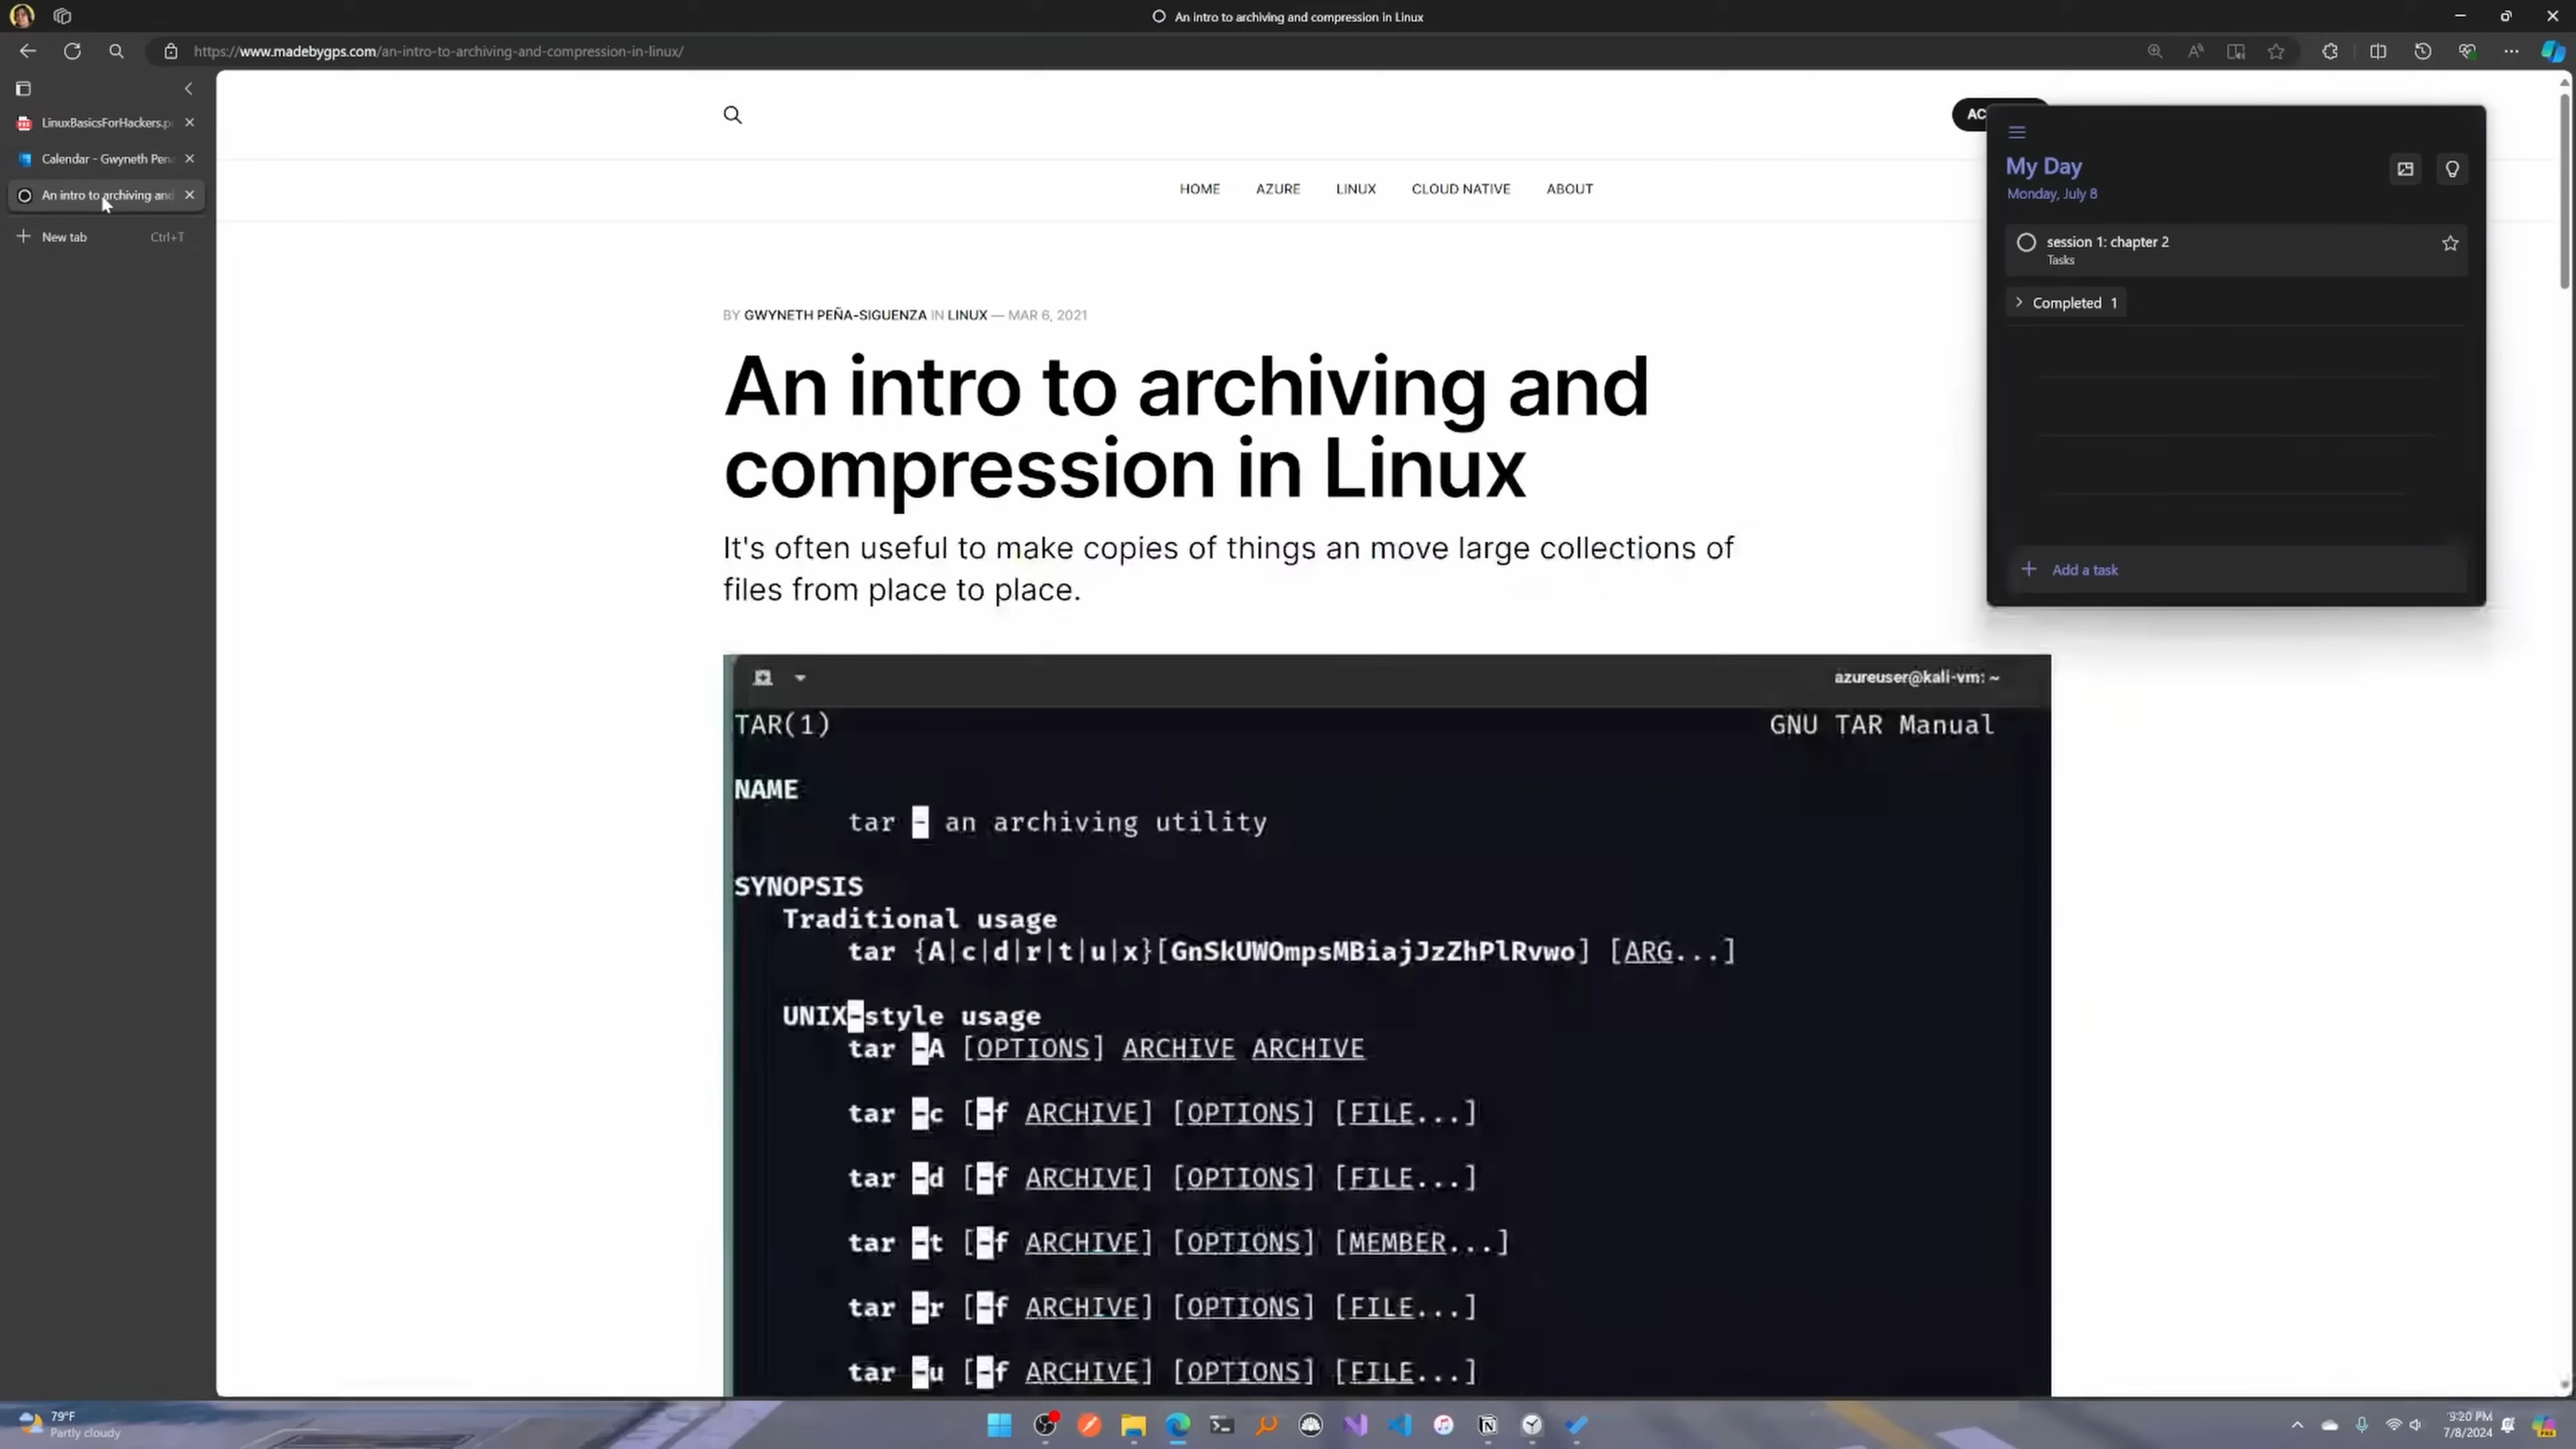 An intro to archiving and compression in Linux
https://www.madebygps.com/an-intro-to-archiving-and-compression-in-linux/
LinuxBasicsForHackers.p
Calendar - Gwyneth Pen
An intro to archiving and
New tab Ctrl+T
AC
HOME AZURE LINUX CLOUD NATIVE ABOUT
My Day
Monday, July 8
session 1: chapter 2
Tasks
Completed 1
Add a task
BY GWYNETH PEÑA-SIGUENZA IN LINUX — MAR 6, 2021
An intro to archiving and
compression in Linux
It's often useful to make copies of things an move large collections of
files from place to place.
azureuser@kali-vm: ~
TAR(1) GNU TAR Manual
NAME
tar - an archiving utility
SYNOPSIS
Traditional usage
tar {A|c|d|r|t|u|x}[GnSkUWOmpsMBiajJzZhPlRvwo] [ARG...]
UNIX-style usage
tar -A [OPTIONS] ARCHIVE ARCHIVE
tar -c [-f ARCHIVE] [OPTIONS] [FILE...]
tar -d [-f ARCHIVE] [OPTIONS] [FILE...]
tar -t [-f ARCHIVE] [OPTIONS] [MEMBER...]
tar -r [-f ARCHIVE] [OPTIONS] [FILE...]
tar -u [-f ARCHIVE] [OPTIONS] [FILE...]
79°F
Partly cloudy
9:20 PM
7/8/2024